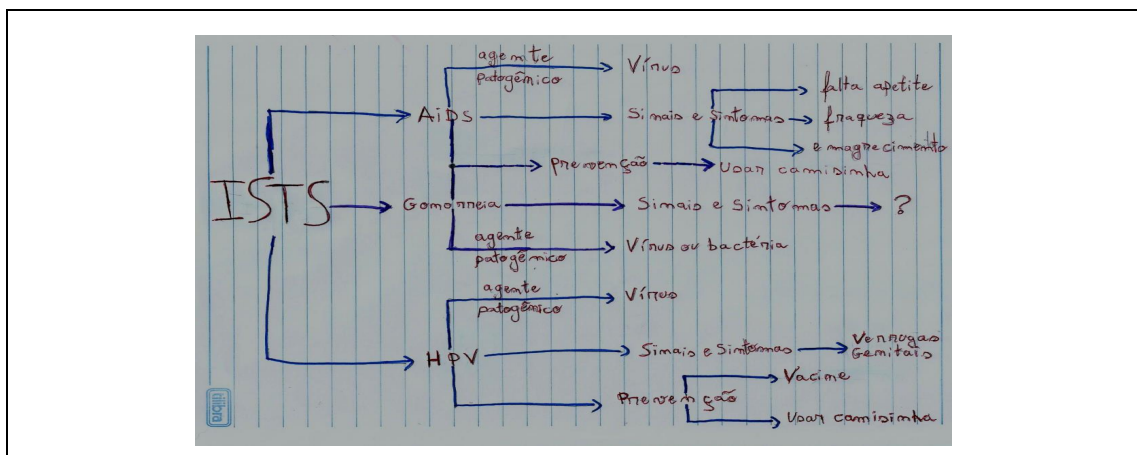 agente
patogênico
Vírus
falta apetite
AiDS
Sinais e Sintomas
fraqueza
emagrecimento
Prevenção
Usar camisinha
ISTS
Gonorreia
Sinais e Sintomas
?
agente
patogênico
Vírus ou bactéria
agente
patogênico
Vírus
HPV
Sinais e Sintomas
Verrugas
Genitais
Prevenção
Vacine
Usar camisinha
tilibra